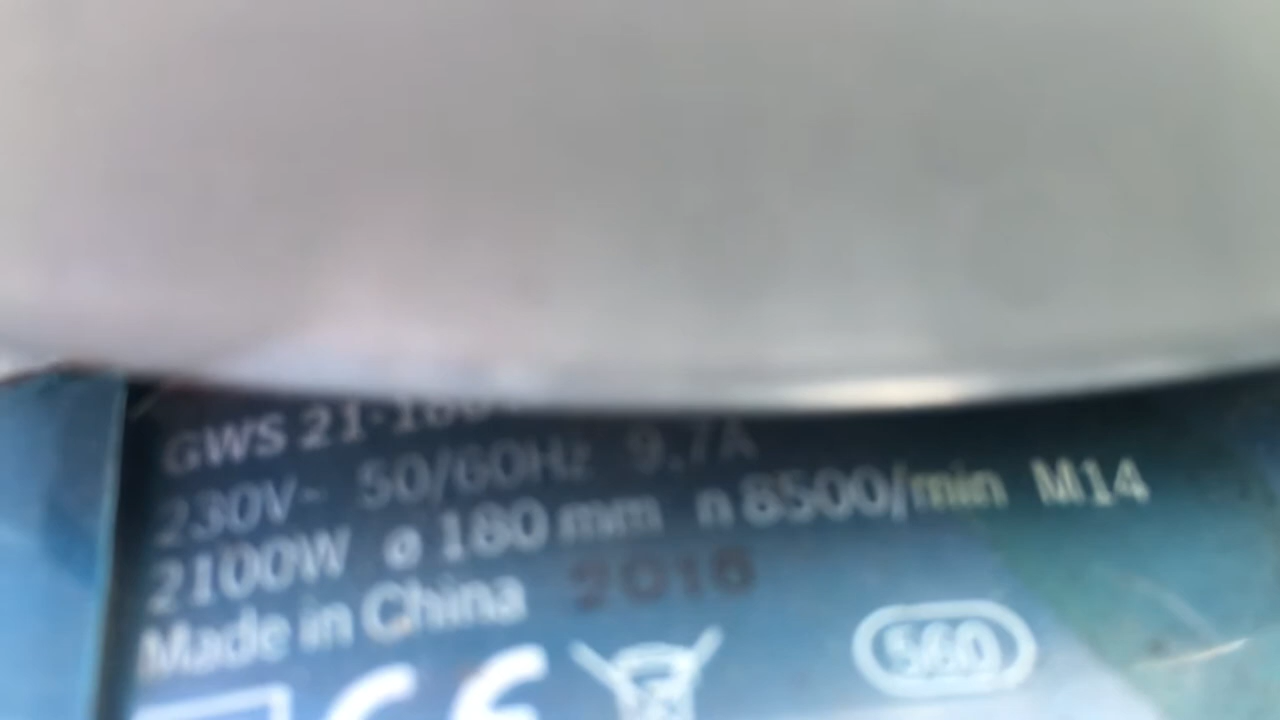 GWS 21-180
230V~ 50/60Hz 9.7A
2100W ø 180 mm n 8500/min M14
Made in China 2016
CE 560